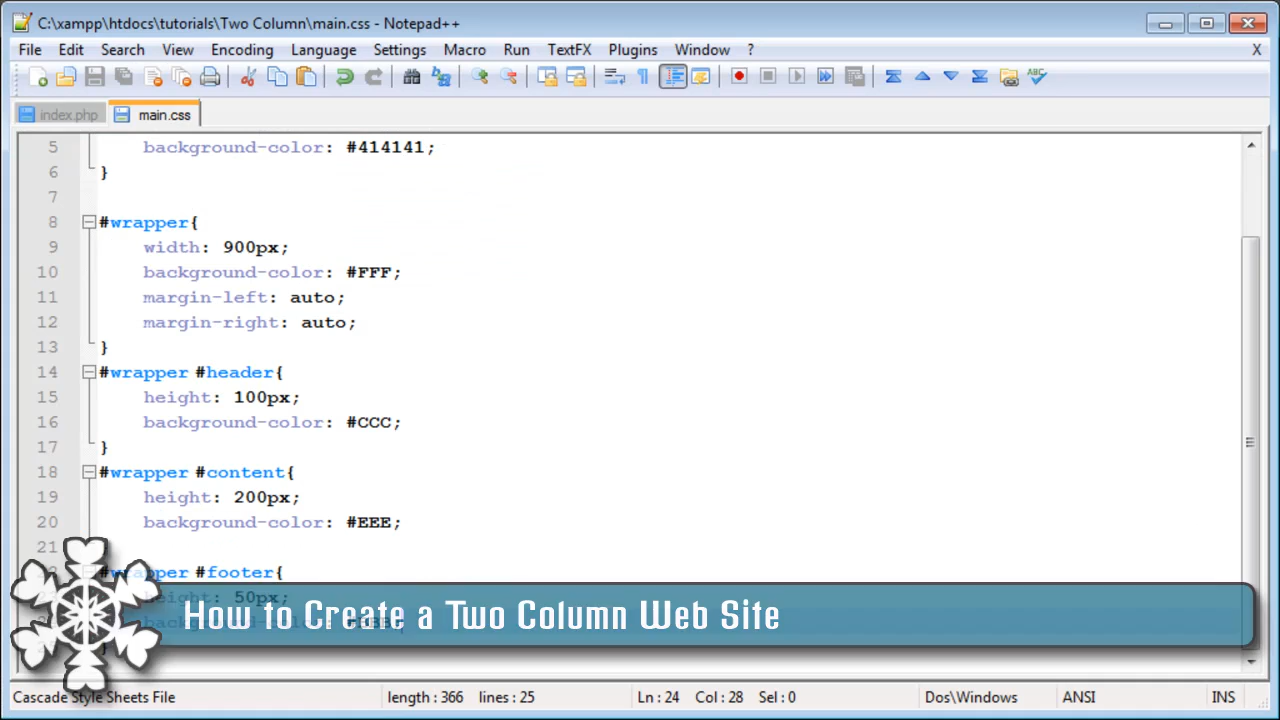 C:\xampp\htdocs\tutorials\Two Column\main.css - Notepad++
File Edit Search View Encoding Language Settings Macro Run TextFX Plugins Window ? X
index.php main.css
5 background-color: #414141;
6 }
7
8 #wrapper{
9 width: 900px;
10 background-color: #FFF;
11 margin-left: auto;
12 margin-right: auto;
13 }
14 #wrapper #header{
15 height: 100px;
16 background-color: #CCC;
17 }
18 #wrapper #content{
19 height: 200px;
20 background-color: #EEE;
21
#wrapper #footer{
height: 50px;
How to Create a Two Column Web Site
background-color:
}
Cascade Style Sheets File length : 366 lines : 25 Ln : 24 Col : 28 Sel : 0 Dos\Windows ANSI INS